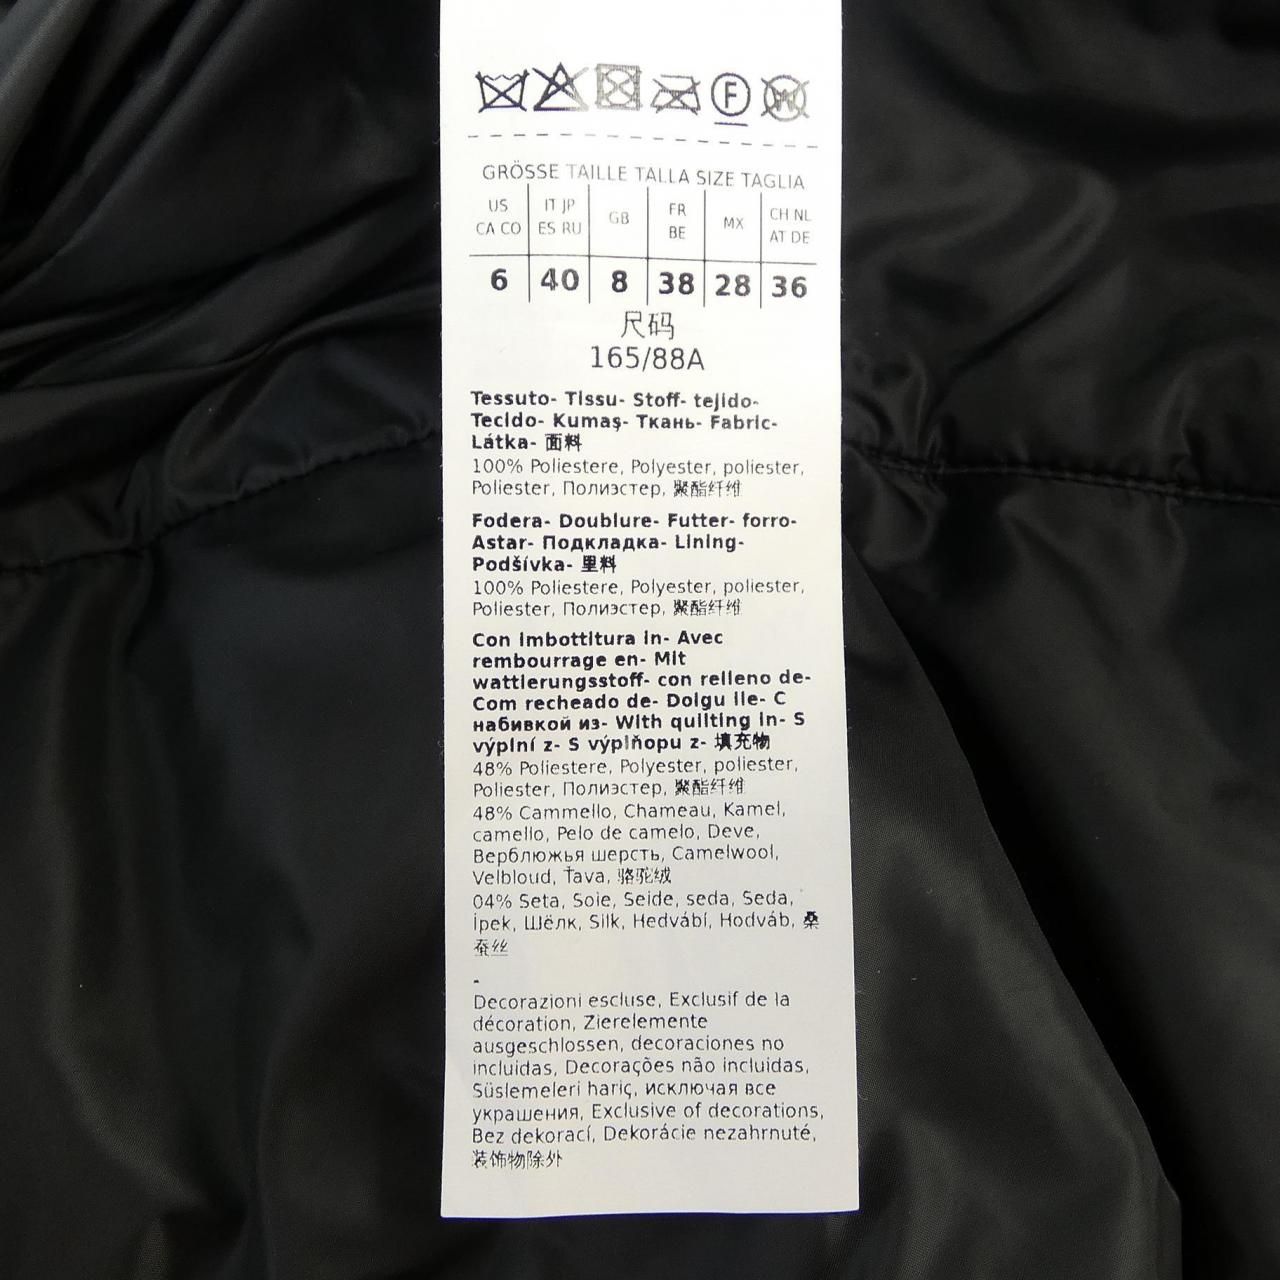 F
W
GRÖSSE TAILLE TALLA SIZE TAGLIA
US CA CO | IT JP ES RU | GB | FR BE | MX | CH NL AT DE
6 | 40 | 8 | 38 | 28 | 36
尺码
165/88A
Tessuto- Tissu- Stoff- tejido-
Tecido- Kumaş- Ткань- Fabric-
Látka- 面料
100% Poliestere, Polyester, poliester,
Poliester, Полиэстер, 聚酯纤维
Fodera- Doublure- Futter- forro-
Astar- Подкладка- Lining-
Podšívka- 里料
100% Poliestere, Polyester, poliester,
Poliester, Полиэстер, 聚酯纤维
Con imbottitura in- Avec
rembourrage en- Mit
wattierungsstoff- con relleno de-
Com recheado de- Dolgu ile- C
набивкой из- With quilting in- S
výplní z- S výplňopu z- 填充物
48% Poliestere, Polyester, poliester,
Poliester, Полиэстер, 聚酯纤维
48% Cammello, Chameau, Kamel,
camello, Pelo de camelo, Deve,
Верблюжья шерсть, Camelwool,
Velbloud, Ťava, 骆驼绒
04% Seta, Soie, Seide, seda, Seda,
İpek, Шёлк, Silk, Hedvábí, Hodváb, 桑
蚕丝
-
Decorazioni escluse, Exclusif de la
décoration, Zierelemente
ausgeschlossen, decoraciones no
incluidas, Decorações não incluidas,
Süslemeleri hariç, исключая все
украшения, Exclusive of decorations,
Bez dekorací, Dekorácie nezahrnuté,
装饰物除外